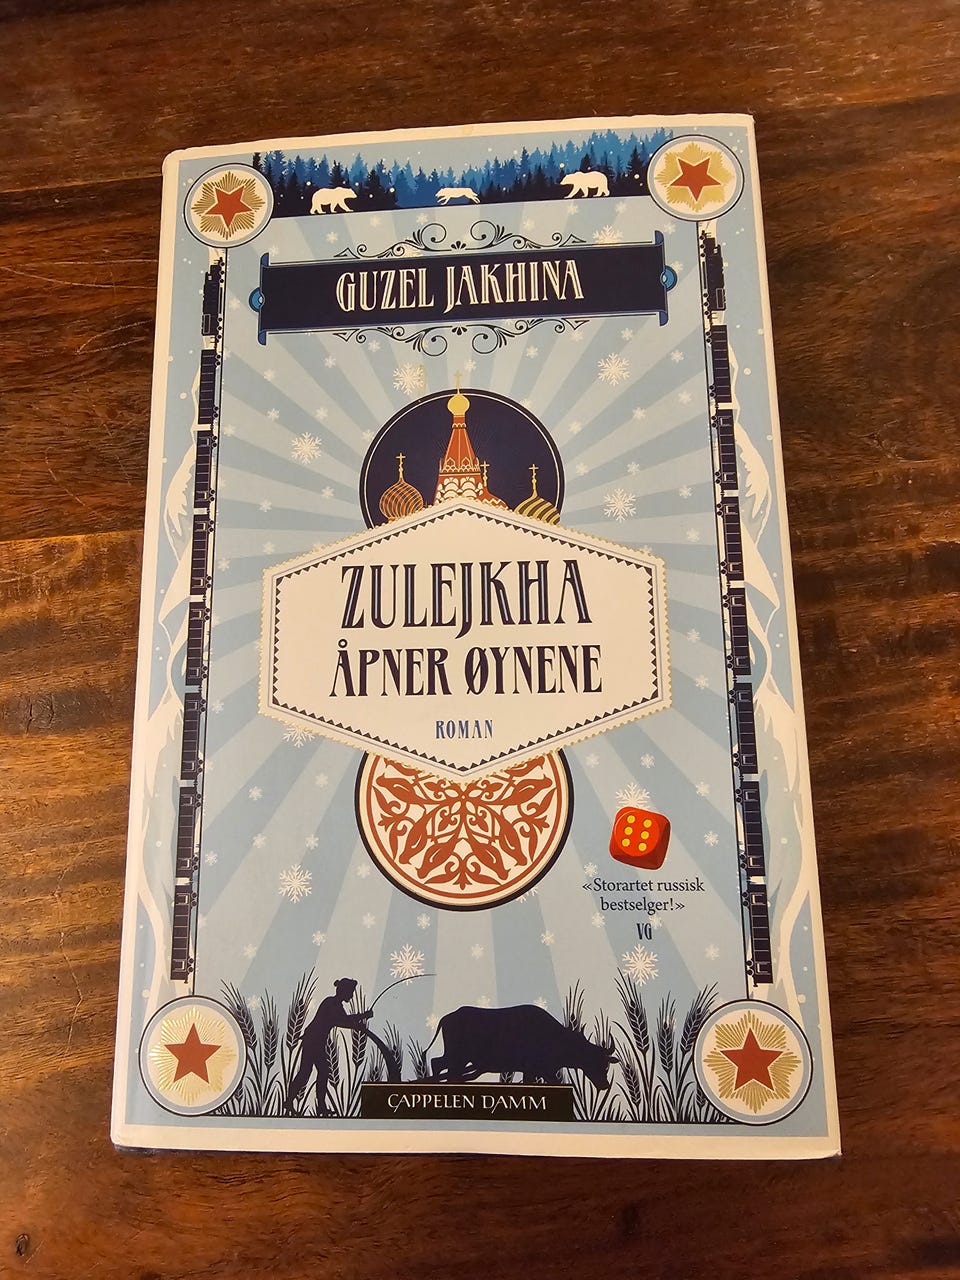 GUZEL JAKHINA
ZULEJKHA
ÅPNER ØYNENE
ROMAN
«Storartet russisk
bestselger!»
VG
CAPPELEN DAMM